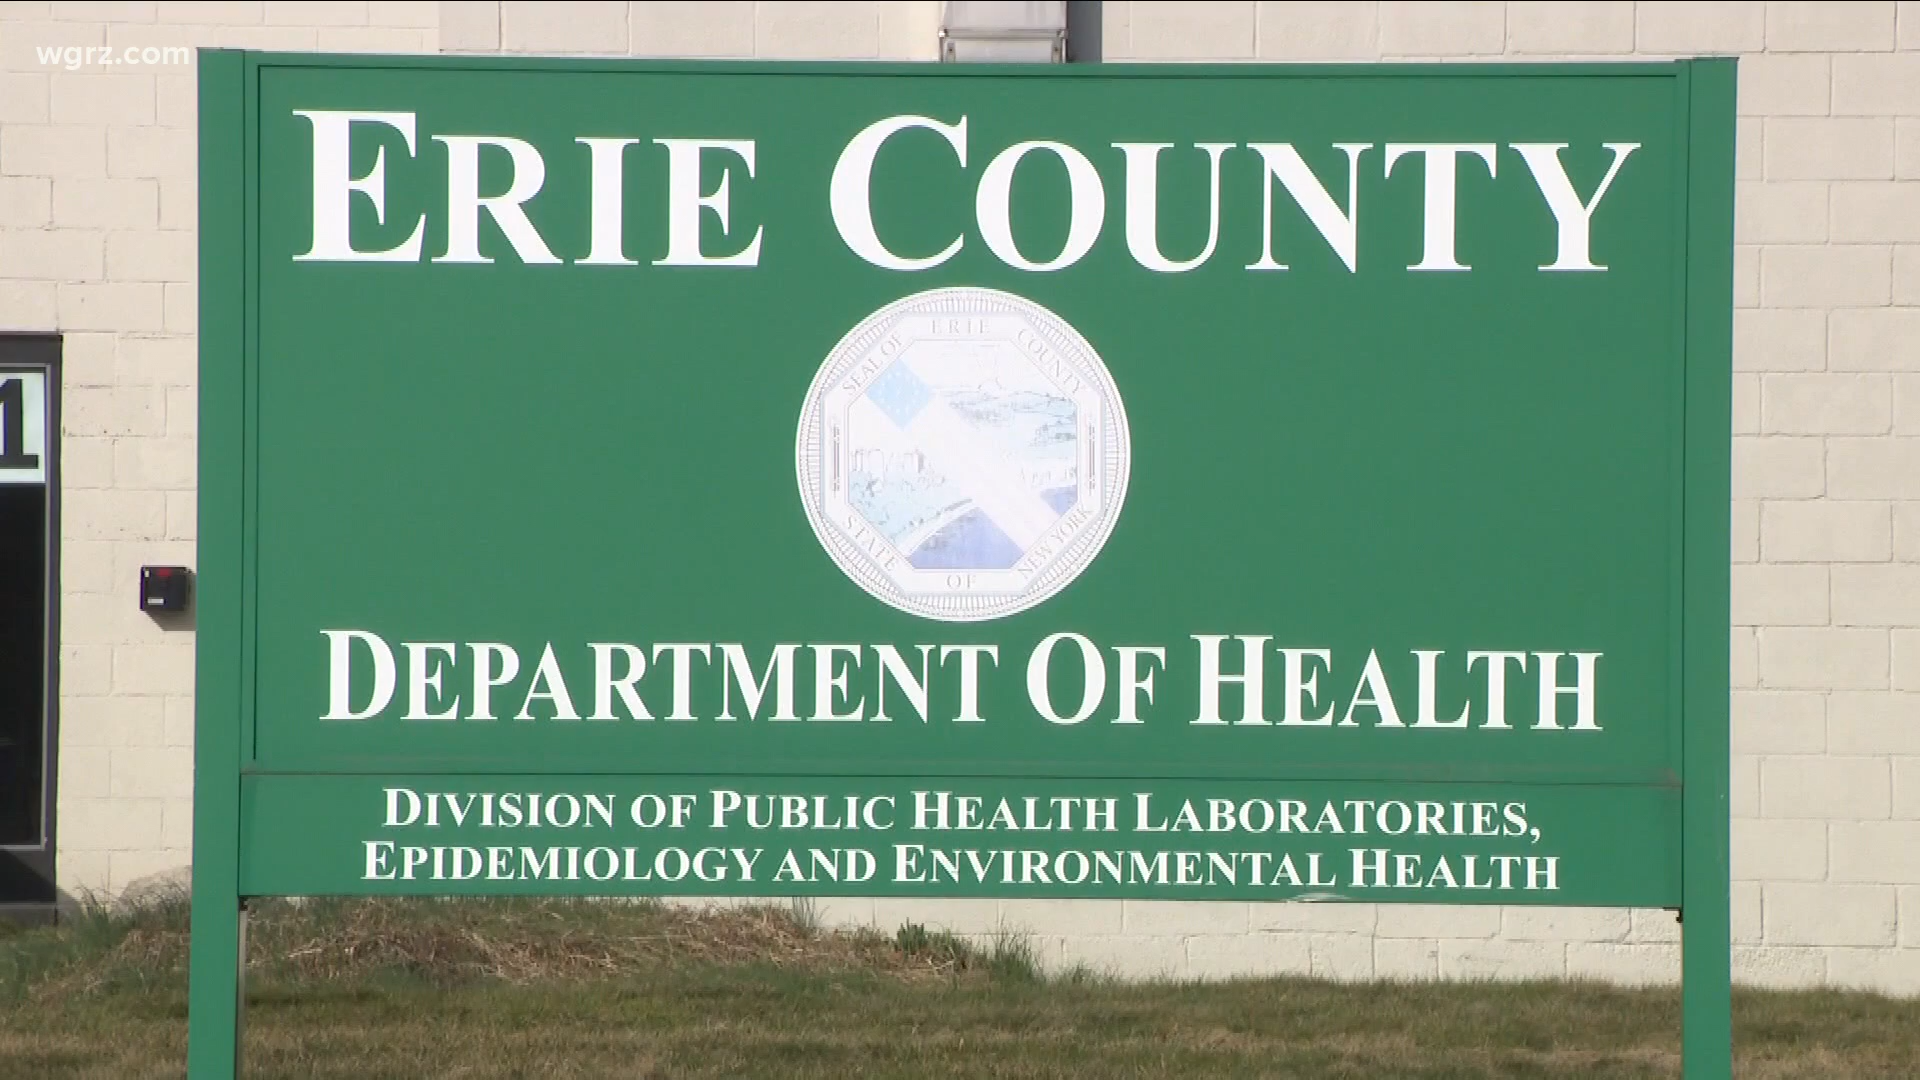 wgrz.com
ERIE COUNTY
SEAL OF ERIE COUNTY
STATE OF NEW YORK
DEPARTMENT OF HEALTH
DIVISION OF PUBLIC HEALTH LABORATORIES,
EPIDEMIOLOGY AND ENVIRONMENTAL HEALTH
1